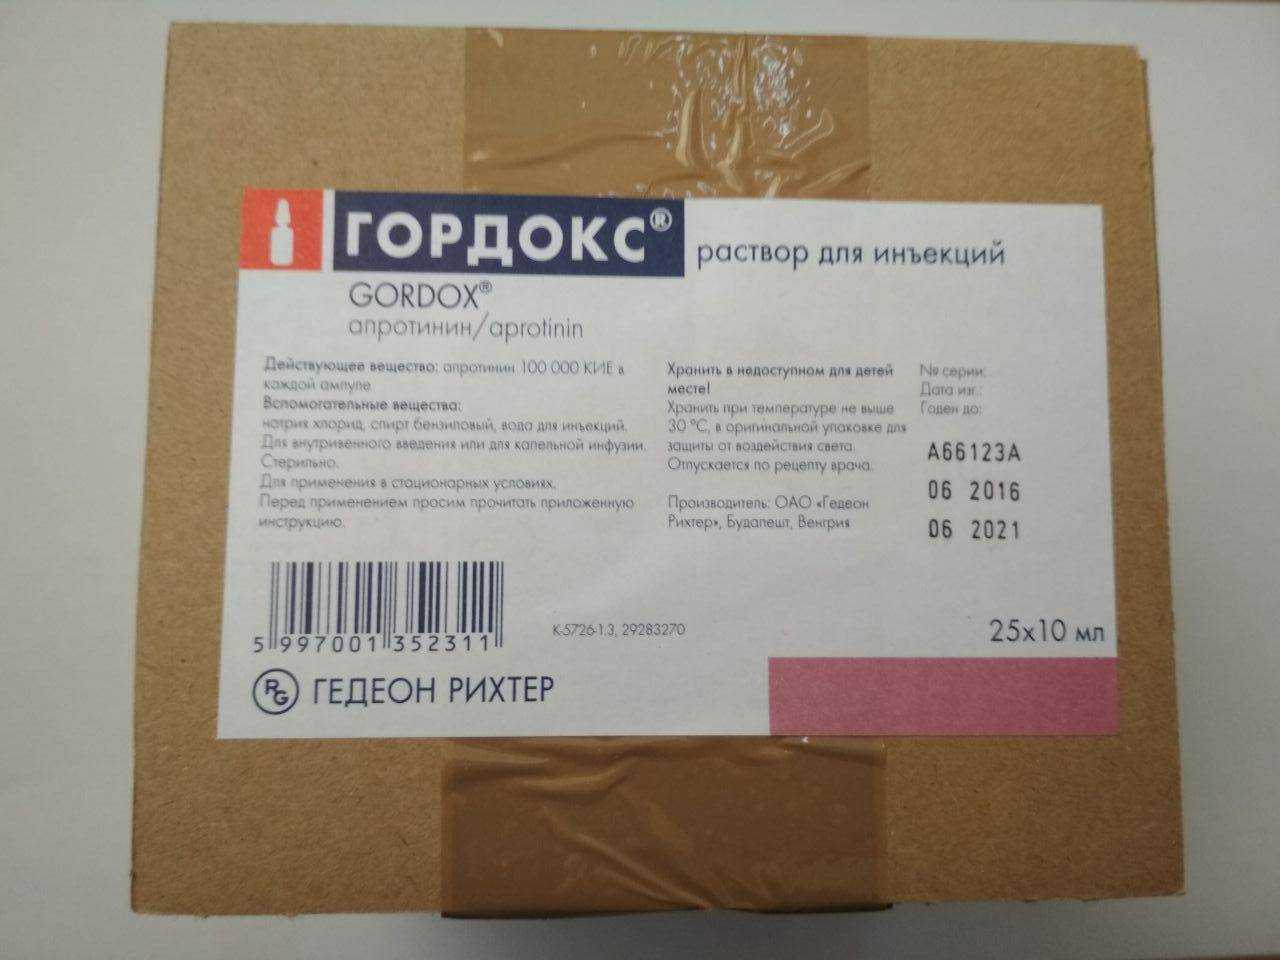 ГОРДОКС® раствор для инъекций
GORDOX®
апротинин/aprotinin
Действующее вещество: апротинин 100 000 КИЕ в
каждой ампуле
Вспомогательные вещества:
натрия хлорид, спирт бензиловый, вода для инъекций.
Для внутривенного введения или для капельной инфузии.
Стерильно.
Для применения в стационарных условиях.
Перед применением просим прочитать приложенную
инструкцию.
Хранить в недоступном для детей
месте!
Хранить при температуре не выше
30 °C, в оригинальной упаковке для
защиты от воздействия света.
Отпускается по рецепту врача.
Производитель: ОАО «Гедеон
Рихтер», Будапешт, Венгрия
№ серии:
Дата изг.:
Годен до:
A66123A
06 2016
06 2021
5 997001 352311
K-5726-1.3, 29283270
25x10 мл
RG ГЕДЕОН РИХТЕР